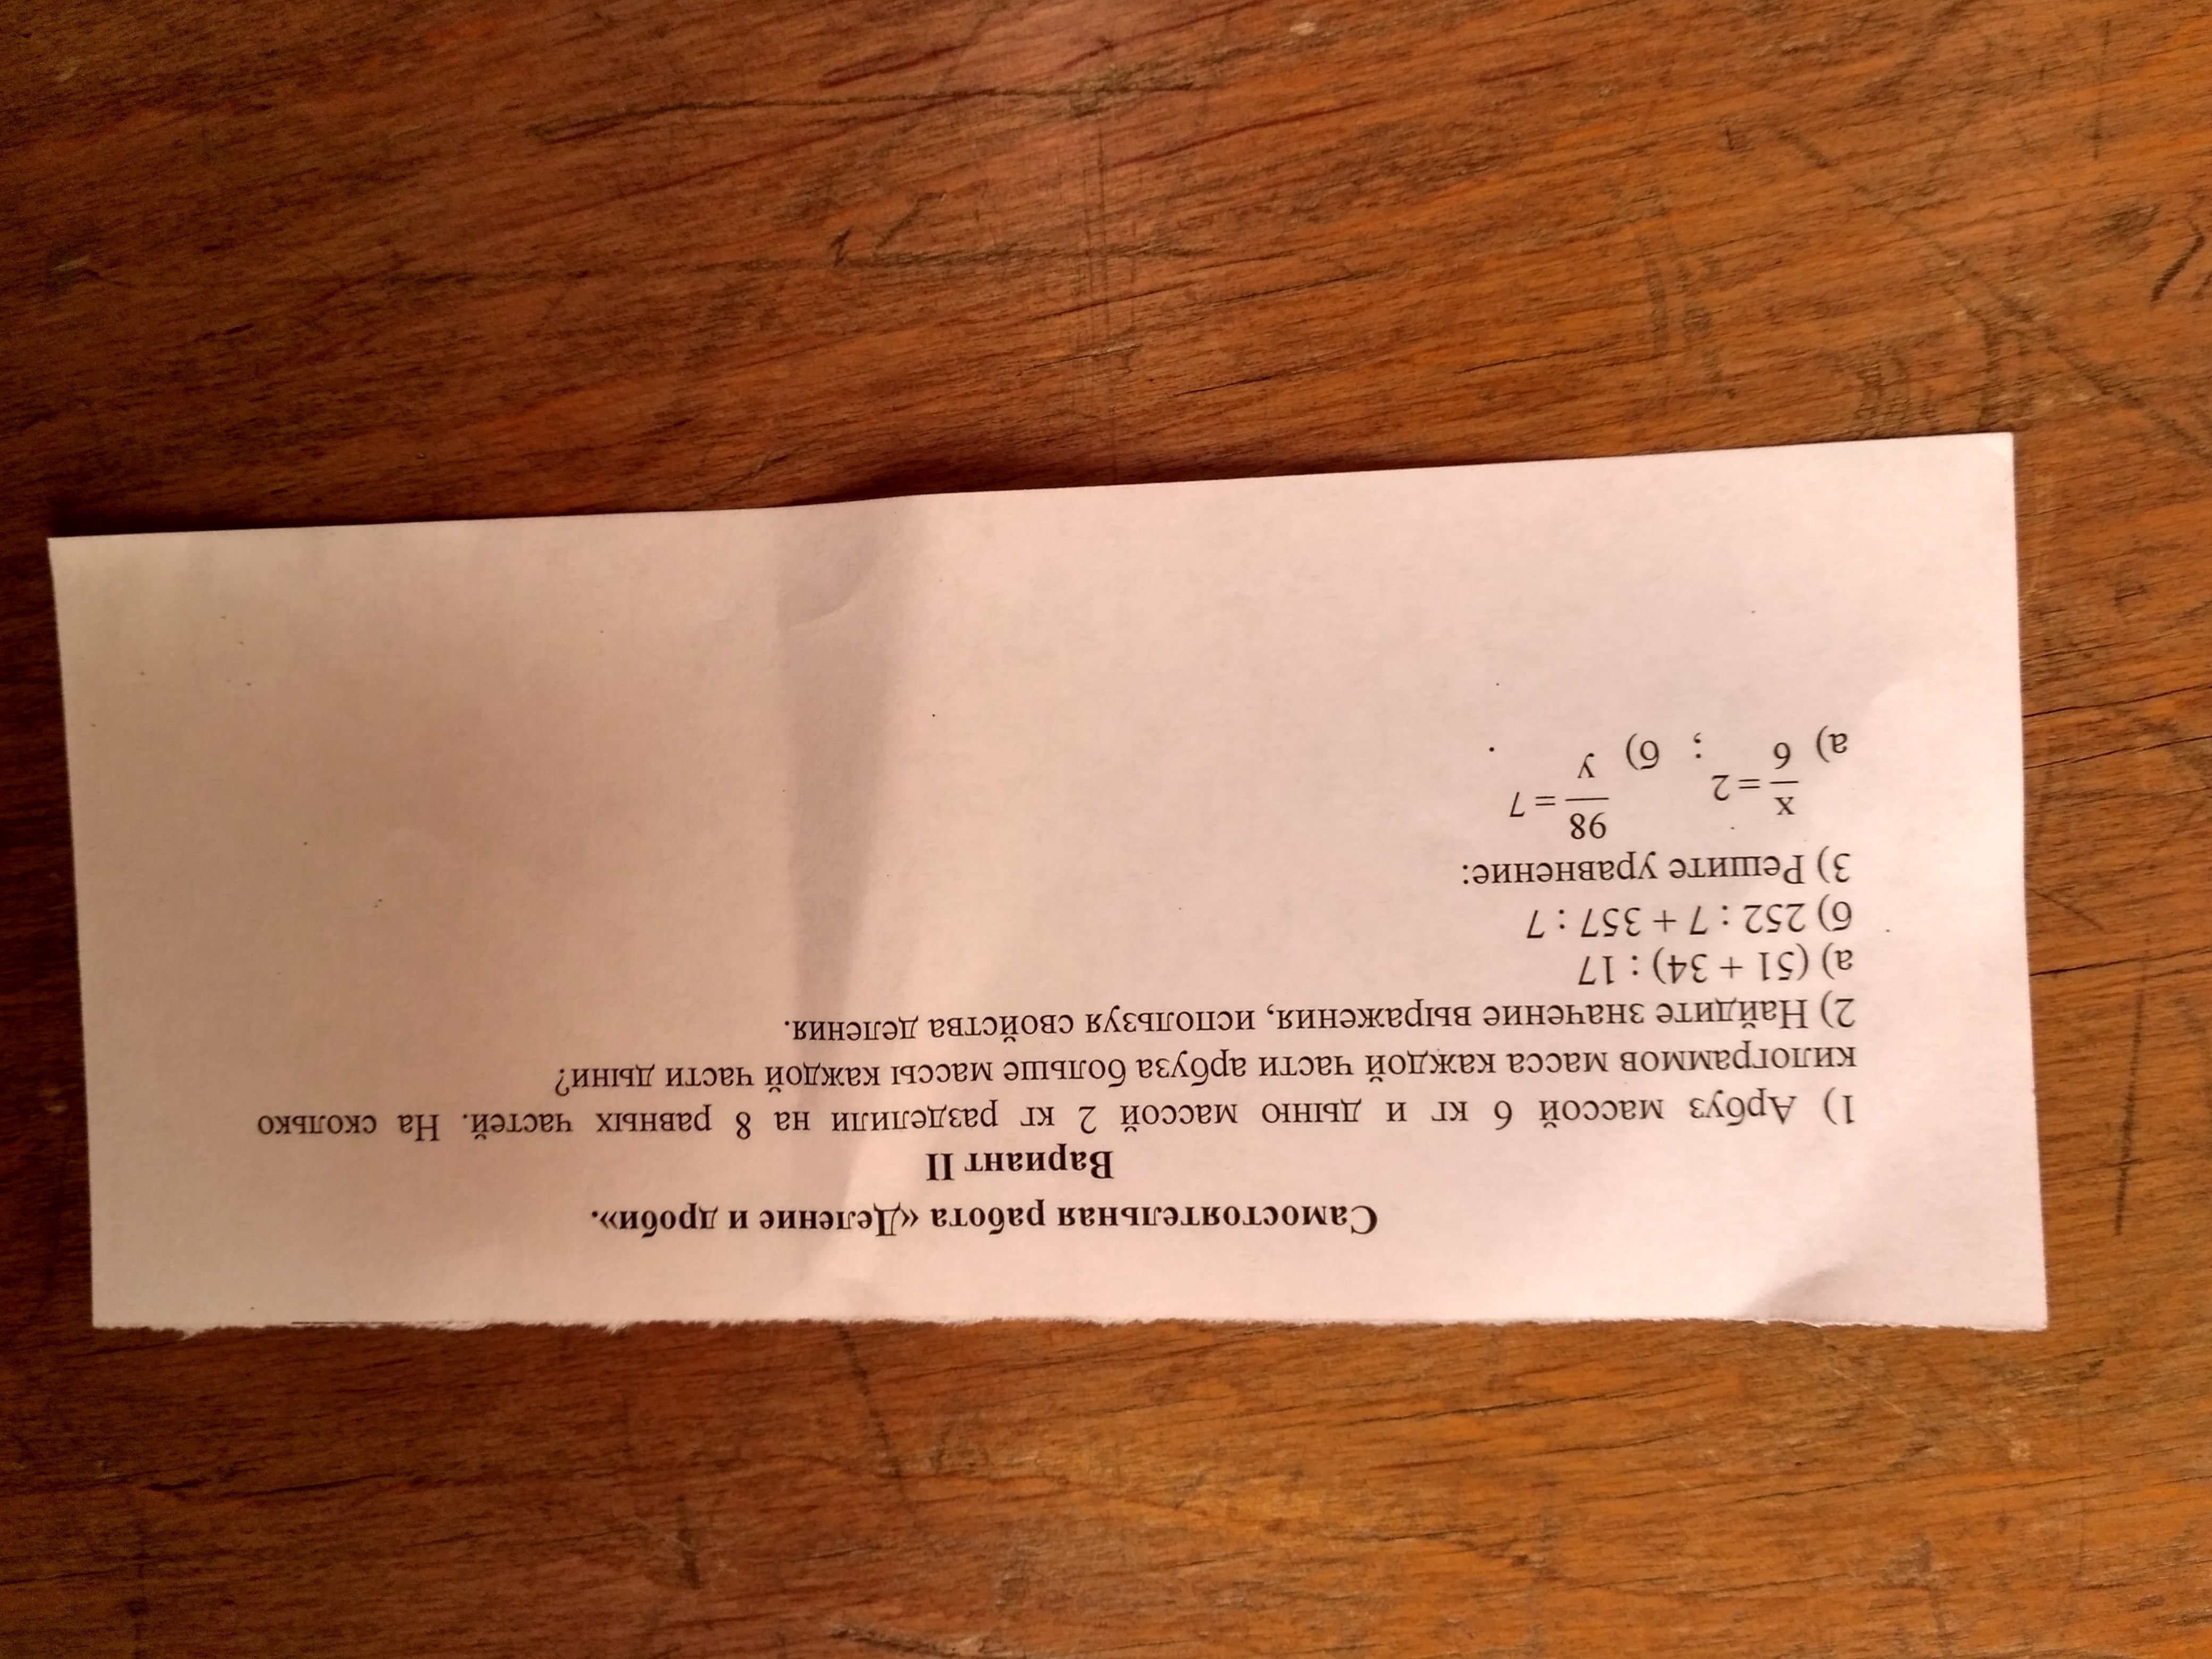 Самостоятельная работа «Деление и дроби».
Вариант II
1) Арбуз массой 6 кг и дыню массой 2 кг разделили на 8 равных частей. На сколько
килограммов масса каждой части арбуза больше массы каждой части дыни?
2) Найдите значение выражения, используя свойства деления.
а) (51 + 34) : 17
б) 252 : 7 + 357 : 7
3) Решите уравнение:
а) x/6 = 2 ; б) 98/y = 7 .